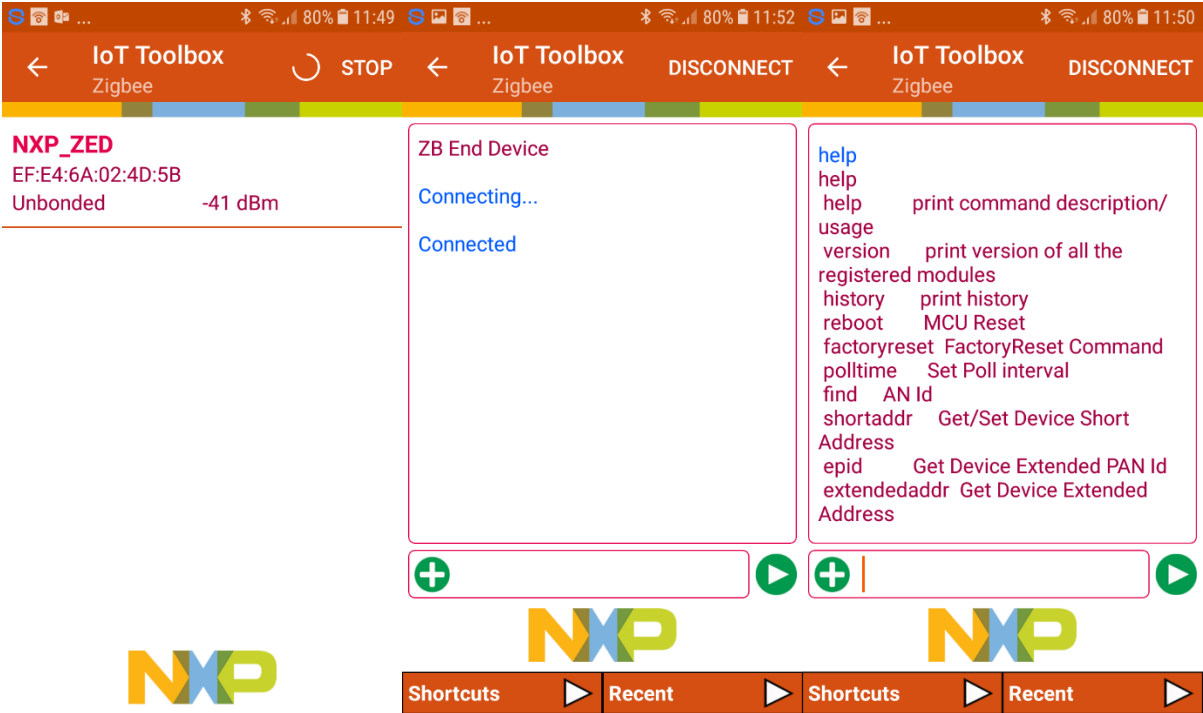 ... 80% 11:49
IoT Toolbox
STOP
Zigbee
NXP_ZED
EF:E4:6A:02:4D:5B
Unbonded -41 dBm
NXP
... 80% 11:52
IoT Toolbox
DISCONNECT
Zigbee
ZB End Device
Connecting...
Connected
NXP
Shortcuts Recent
... 80% 11:50
IoT Toolbox
DISCONNECT
Zigbee
help
help
help print command description/
usage
version print version of all the
registered modules
history print history
reboot MCU Reset
factoryreset FactoryReset Command
polltime Set Poll interval
find AN Id
shortaddr Get/Set Device Short
Address
epid Get Device Extended PAN Id
extendedaddr Get Device Extended
Address
NXP
Shortcuts Recent